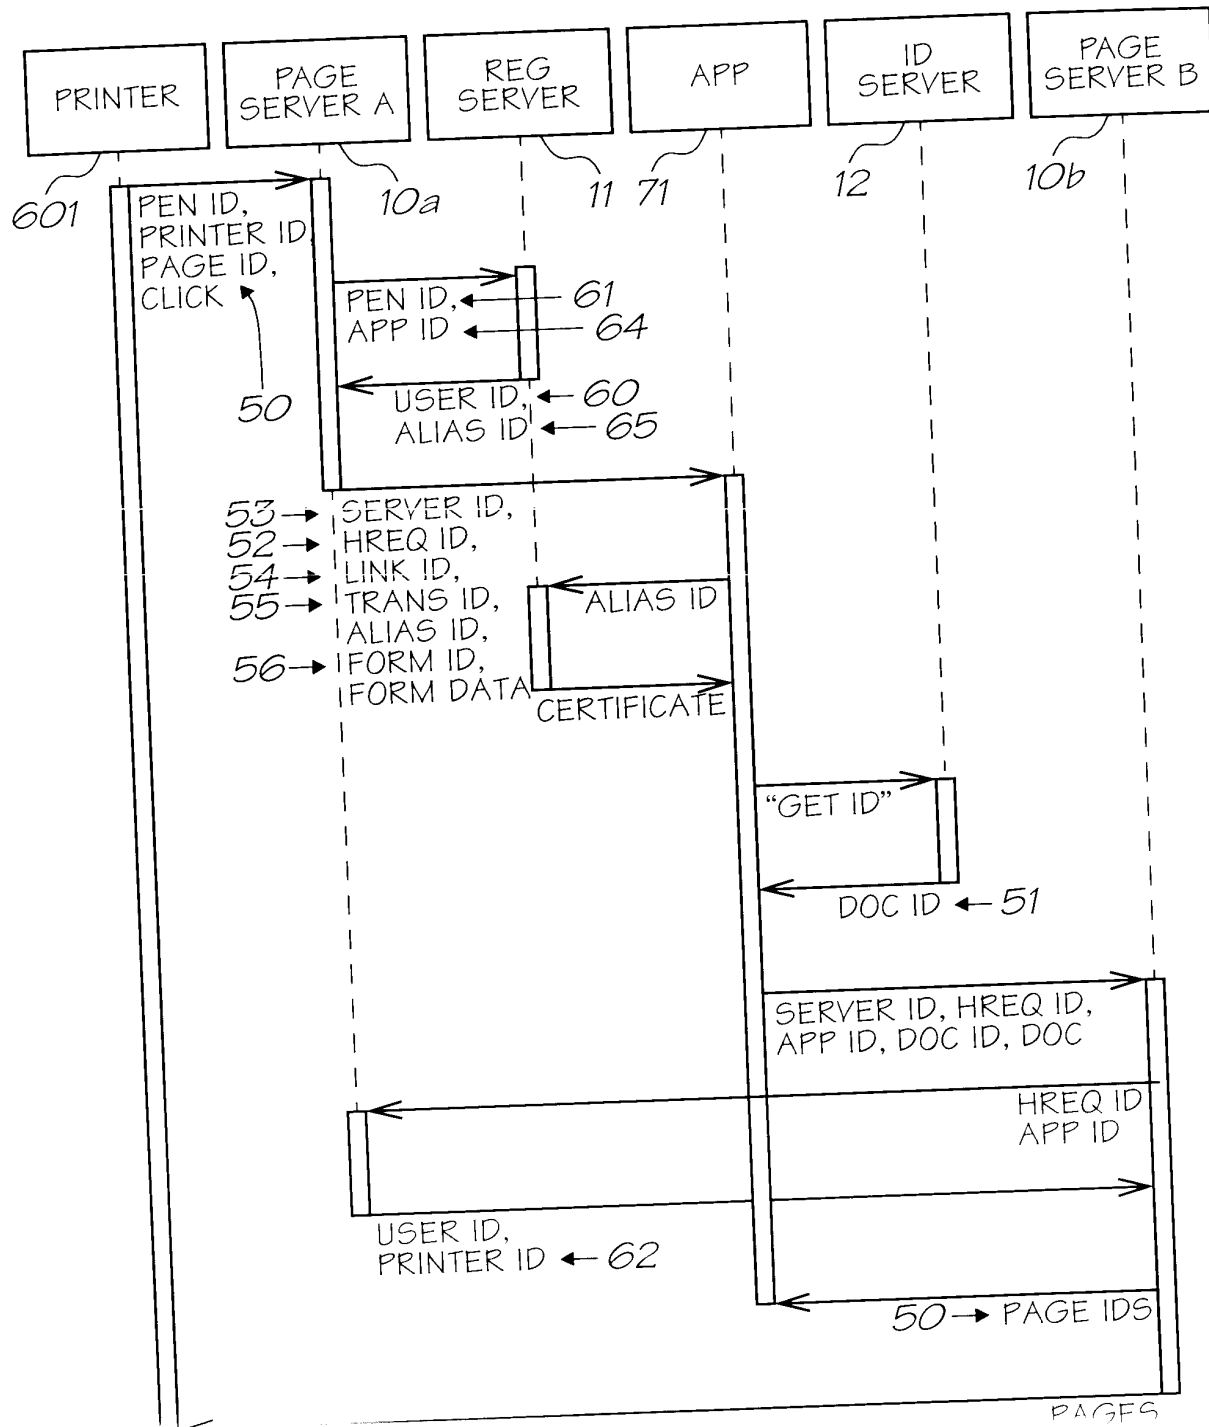 PRINTER
PAGE
SERVER A
REG
SERVER
APP
ID
SERVER
PAGE
SERVER B
601
10a
11
71
12
10b
PEN ID,
PRINTER ID,
PAGE ID,
CLICK
50
PEN ID, 61
APP ID 64
USER ID, 60
ALIAS ID 65
53 SERVER ID,
52 HREQ ID,
54 LINK ID,
55 TRANS ID,
ALIAS ID,
56 FORM ID,
FORM DATA
ALIAS ID
CERTIFICATE
“GET ID”
DOC ID 51
SERVER ID, HREQ ID,
APP ID, DOC ID, DOC
HREQ ID
APP ID
USER ID,
PRINTER ID 62
50 PAGE IDS
PAGES